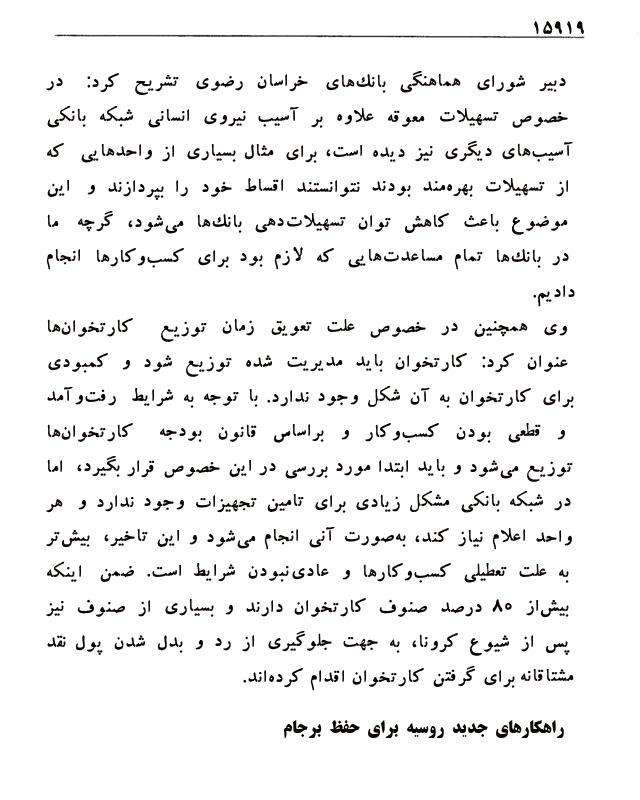 ۱۵۹۱۹
دبیر شورای هماهنگی بانك‌های خراسان رضوی تشریح کرد: در
خصوص تسهیلات معوقه علاوه بر آسیب نیروی انسانی شبکه بانکی
آسیب‌های دیگری نیز دیده است، برای مثال بسیاری از واحدهایی که
از تسهیلات بهره‌مند بودند نتوانستند اقساط خود را بپردازند و این
موضوع باعث کاهش توان تسهیلات‌دهی بانك‌ها می‌شود، گرچه ما
در بانك‌ها تمام مساعدت‌هایی که لازم بود برای کسب‌وکارها انجام
دادیم.
وی همچنین در خصوص علت تعویق زمان توزیع کارتخوان‌ها
عنوان کرد: کارتخوان باید مدیریت شده توزیع شود و کمبودی
برای کارتخوان به آن شکل وجود ندارد. با توجه به شرایط رفت‌وآمد
و قطعی بودن کسب‌وکار و براساس قانون بودجه کارتخوان‌ها
توزیع می‌شود و باید ابتدا مورد بررسی در این خصوص قرار بگیرد، اما
در شبکه بانکی مشکل زیادی برای تامین تجهیزات وجود ندارد و هر
واحد اعلام نیاز کند، به‌صورت آنی انجام می‌شود و این تاخیر، بیش‌تر
به علت تعطیلی کسب‌وکارها و عادی‌نبودن شرایط است. ضمن اینکه
بیش‌از ۸۰ درصد صنوف کارتخوان دارند و بسیاری از صنوف نیز
پس از شیوع کرونا، به جهت جلوگیری از رد و بدل شدن پول نقد
مشتاقانه برای گرفتن کارتخوان اقدام کرده‌اند.
راهکارهای جدید روسیه برای حفظ برجام